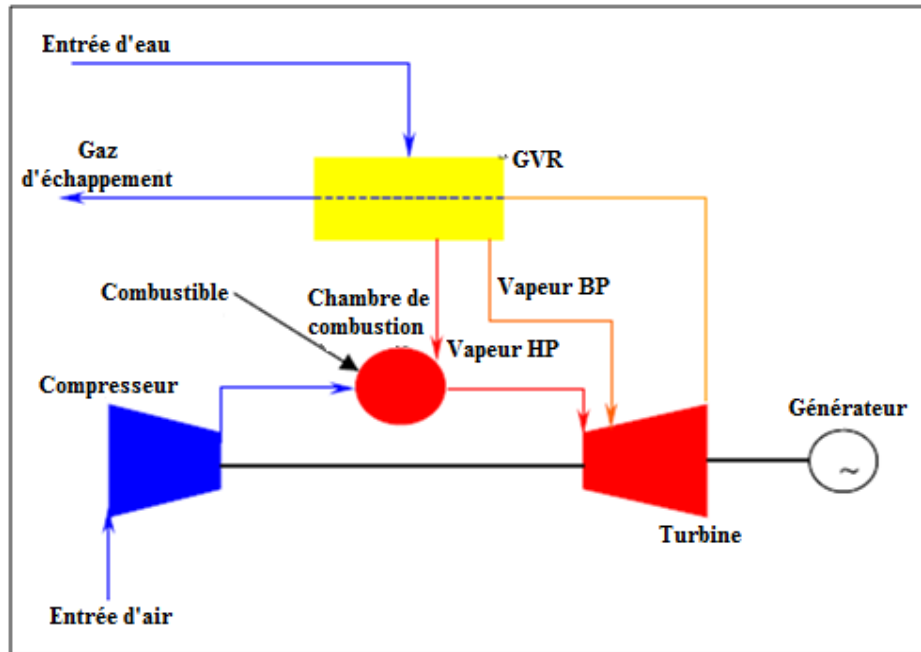 Entrée d'eau
Gaz
d'échappement
GVR
Combustible
Chambre de
combustion
Vapeur BP
Vapeur HP
Compresseur
Générateur
~
Turbine
Entrée d'air